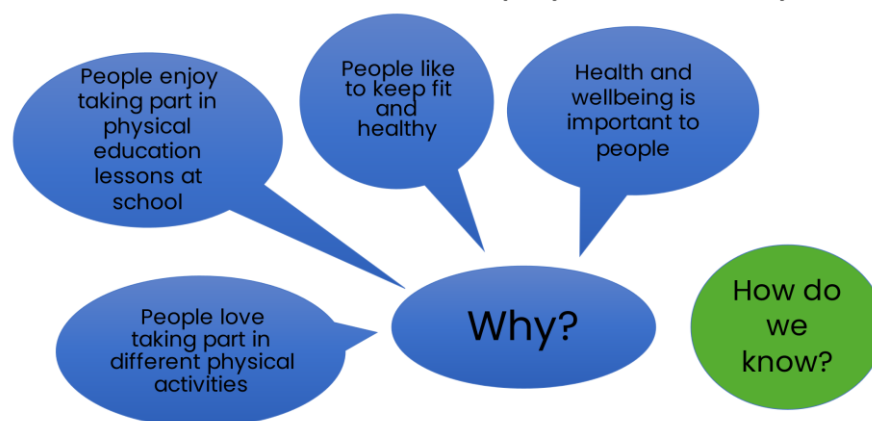 People enjoy
taking part in
physical
education
lessons at
school
People like
to keep fit
and
healthy
Health and
wellbeing is
important to
people
People love
taking part in
different physical
activities
Why?
How do
we
know?